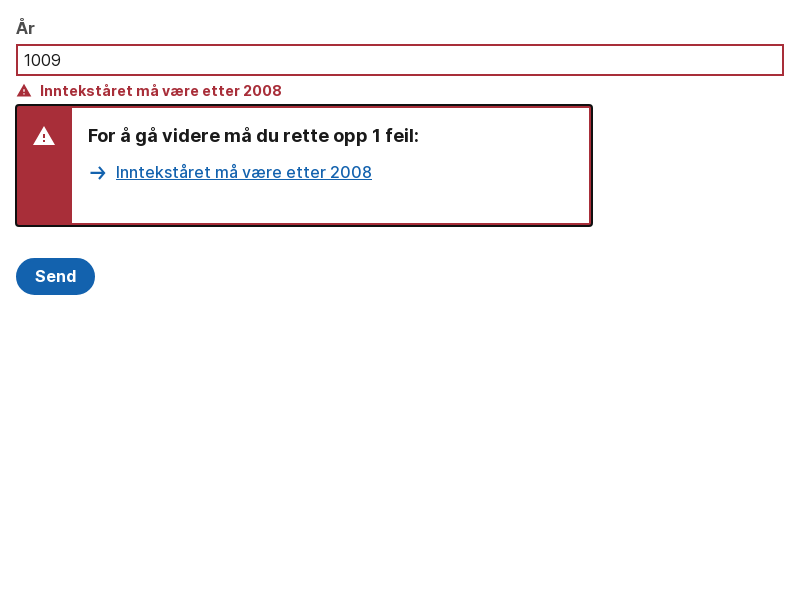 År
1009
Inntekståret må være etter 2008
For å gå videre må du rette opp 1 feil:
Inntekståret må være etter 2008
Send